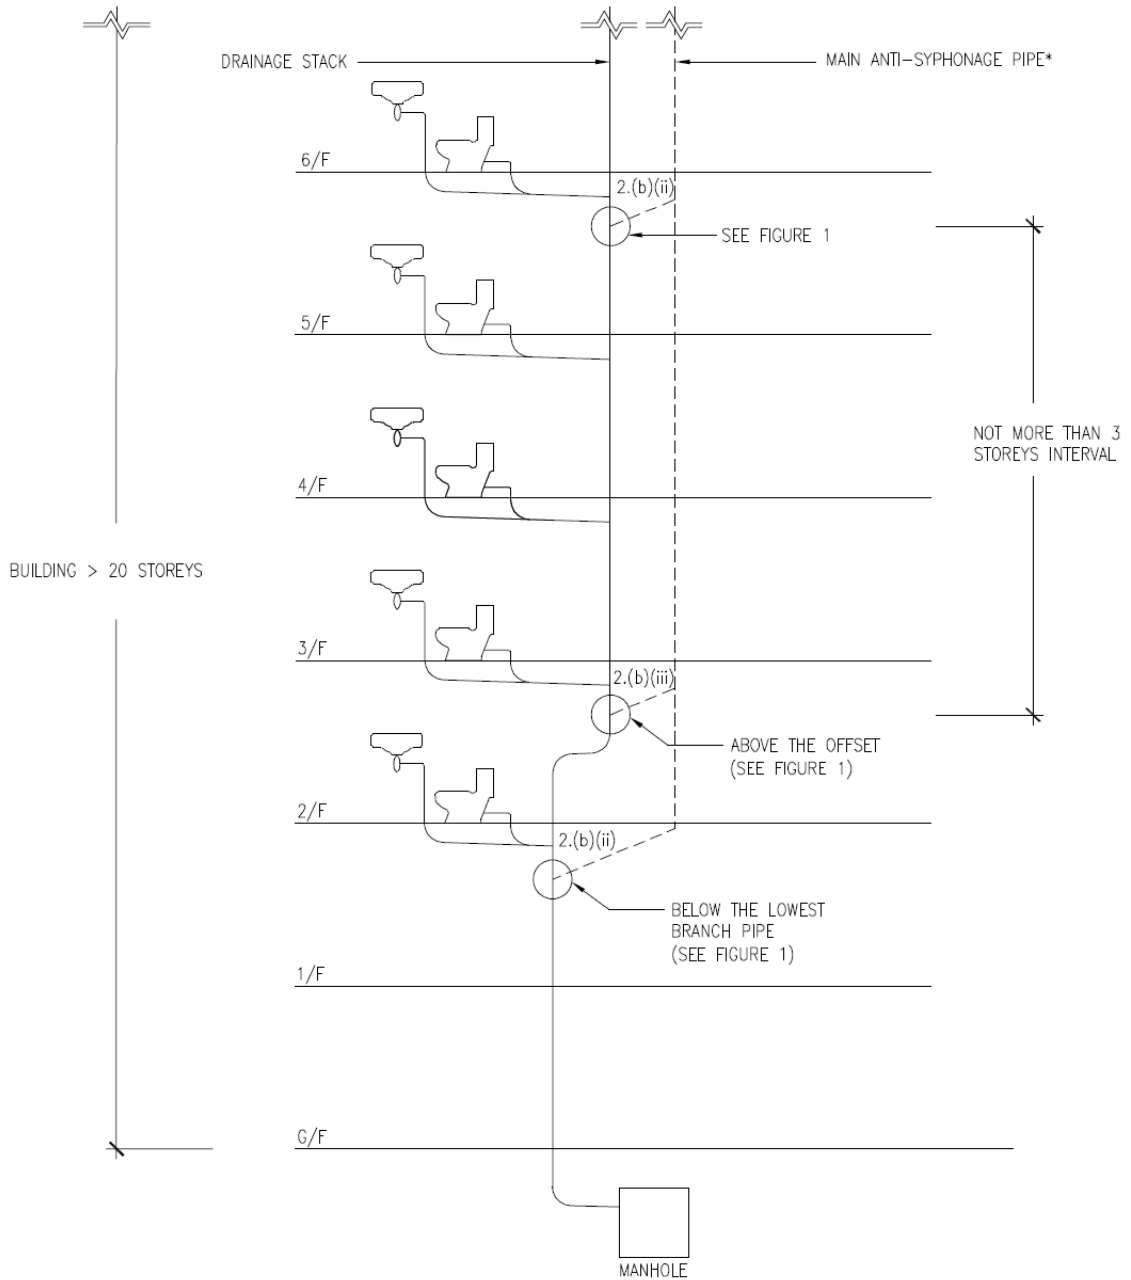 DRAINAGE STACK
MAIN ANTI-SYPHONAGE PIPE*
6/F
2.(b)(ii)
SEE FIGURE 1
5/F
NOT MORE THAN 3
STOREYS INTERVAL
4/F
BUILDING > 20 STOREYS
3/F
2.(b)(iii)
ABOVE THE OFFSET
(SEE FIGURE 1)
2/F
2.(b)(ii)
BELOW THE LOWEST
BRANCH PIPE
(SEE FIGURE 1)
1/F
G/F
MANHOLE